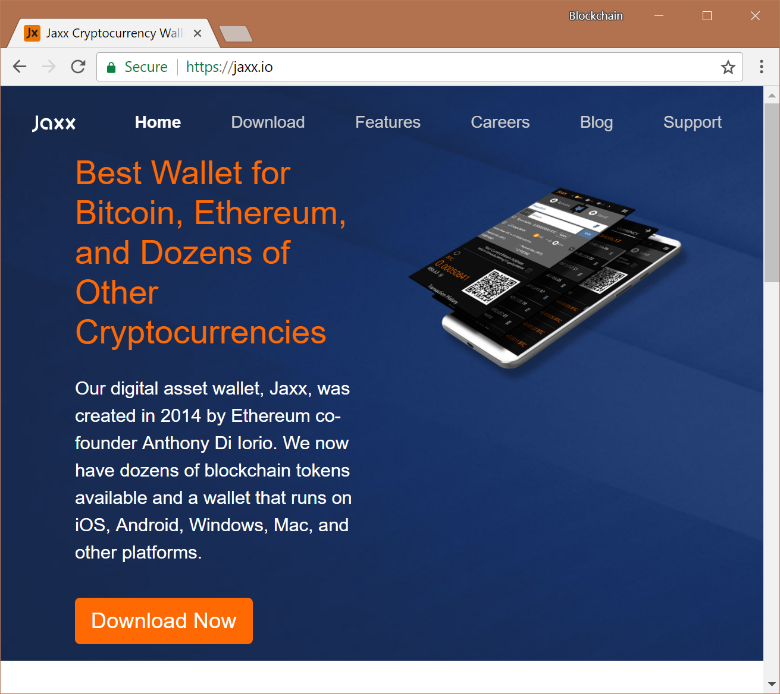 Blockchain
Jx Jaxx Cryptocurrency Wall
Secure https://jaxx.io
Jaxx Home Download Features Careers Blog Support
Best Wallet for
Bitcoin, Ethereum,
and Dozens of
Other
Cryptocurrencies
Our digital asset wallet, Jaxx, was
created in 2014 by Ethereum co-
founder Anthony Di Iorio. We now
have dozens of blockchain tokens
available and a wallet that runs on
iOS, Android, Windows, Mac, and
other platforms.
Download Now